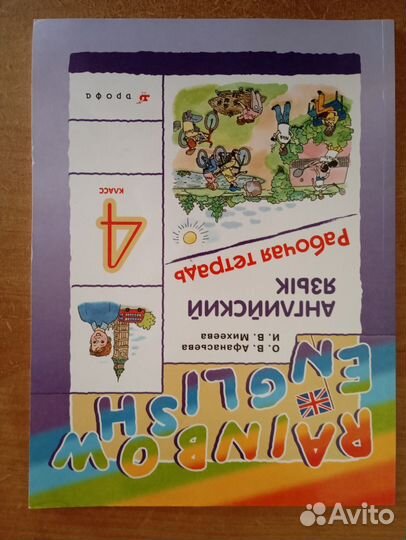 О. В. Афанасьева
И. В. Михеева
АНГЛИЙСКИЙ
ЯЗЫК
Рабочая тетрадь
4
КЛАСС
дрофа
RAINBOW
ENGLISH
Avito